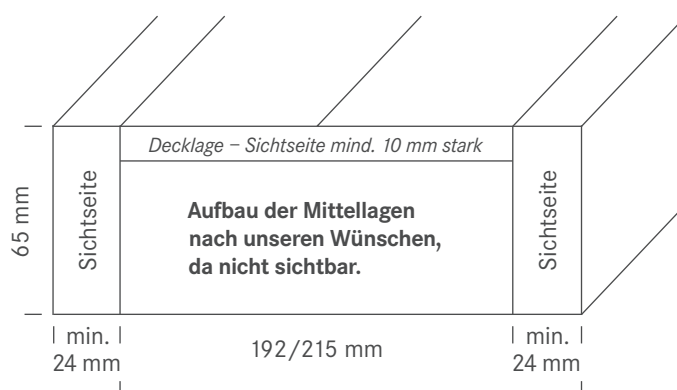 Decklage – Sichtseite mind. 10 mm stark
65 mm
Sichtseite
Aufbau der Mittellagen
nach unseren Wünschen,
da nicht sichtbar.
Sichtseite
min.
24 mm
192/215 mm
min.
24 mm